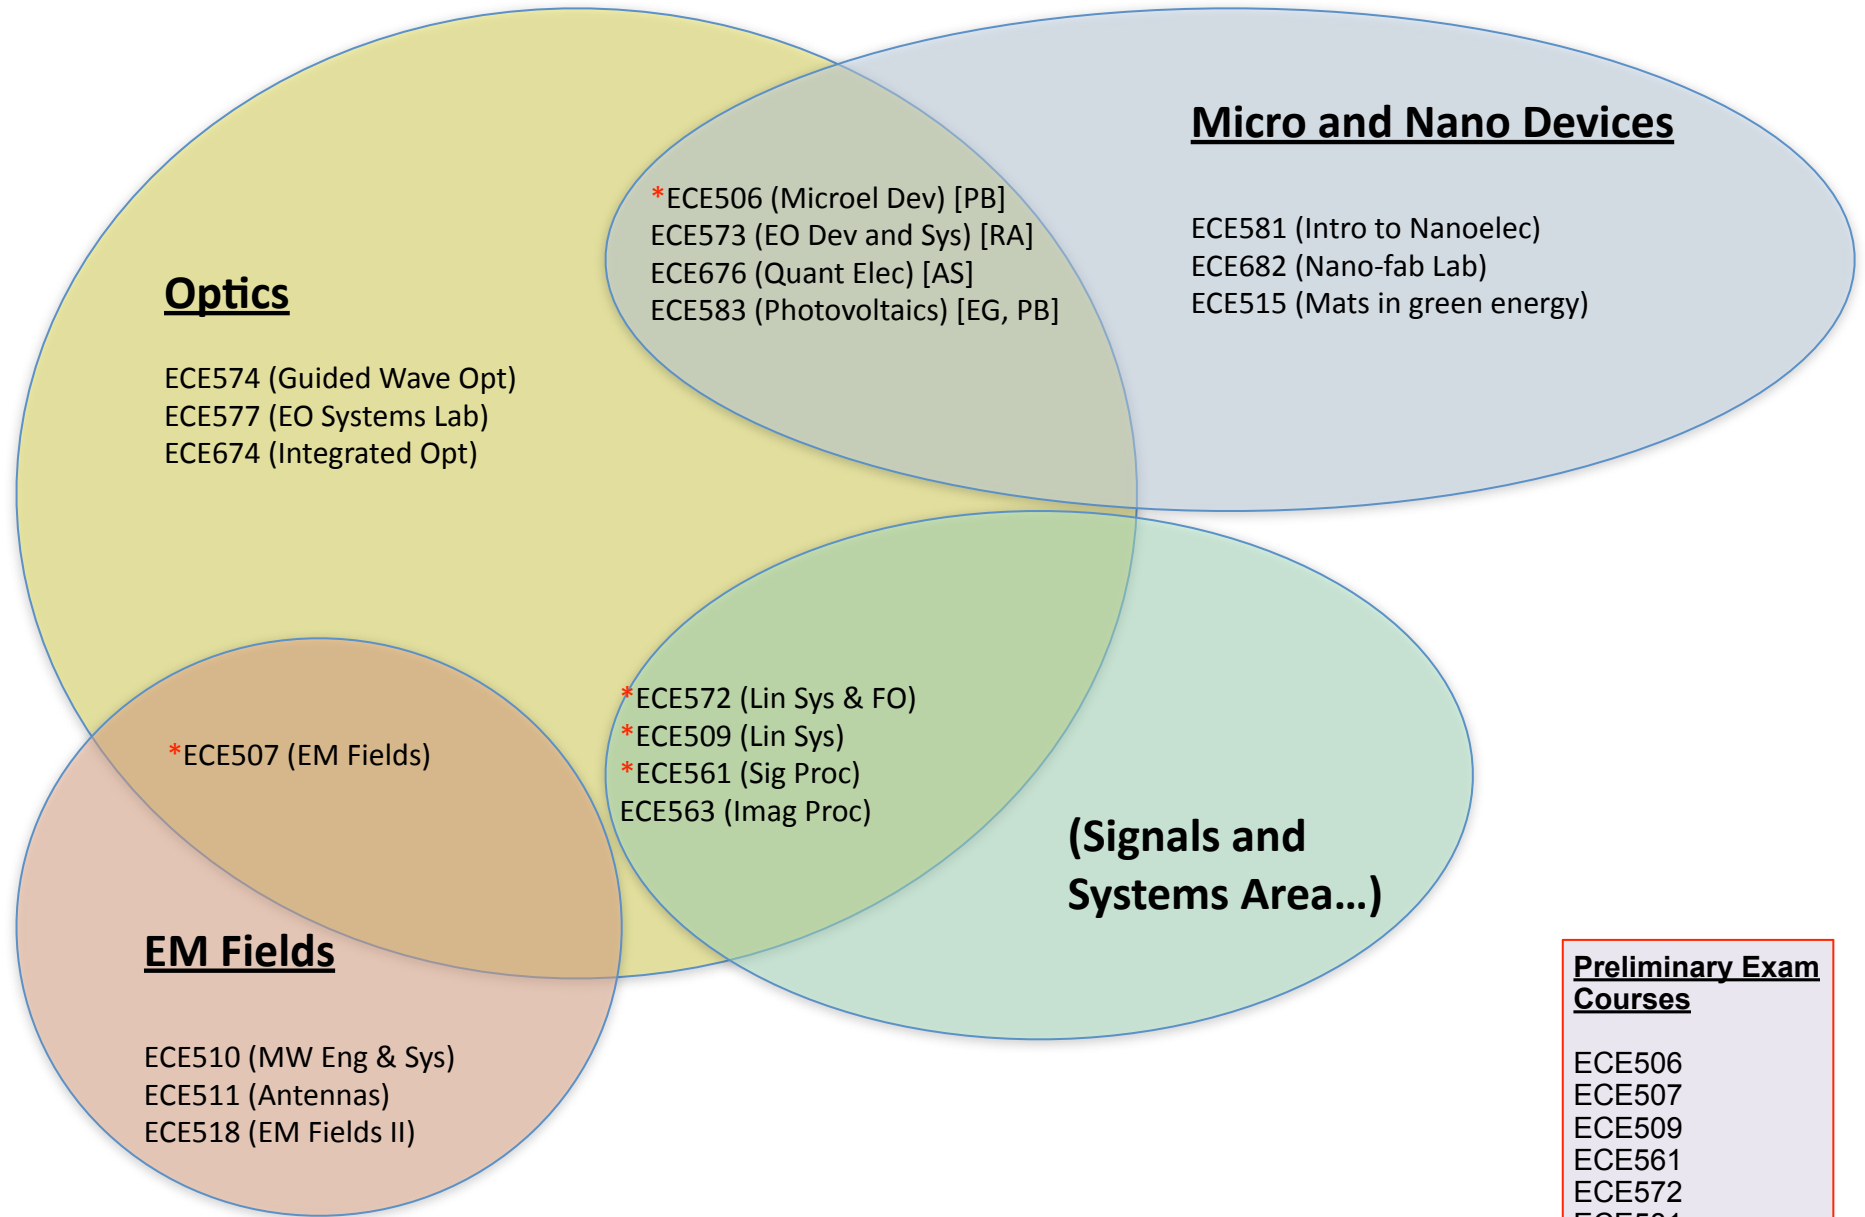 Micro and Nano Devices
*ECE506 (Microel Dev) [PB]
ECE573 (EO Dev and Sys) [RA]
ECE676 (Quant Elec) [AS]
ECE583 (Photovoltaics) [EG, PB]
ECE581 (Intro to Nanoelec)
ECE682 (Nano-fab Lab)
ECE515 (Mats in green energy)
Optics
ECE574 (Guided Wave Opt)
ECE577 (EO Systems Lab)
ECE674 (Integrated Opt)
*ECE572 (Lin Sys & FO)
*ECE509 (Lin Sys)
*ECE561 (Sig Proc)
ECE563 (Imag Proc)
*ECE507 (EM Fields)
(Signals and
Systems Area...)
EM Fields
ECE510 (MW Eng & Sys)
ECE511 (Antennas)
ECE518 (EM Fields II)
Preliminary Exam
Courses
ECE506
ECE507
ECE509
ECE561
ECE572